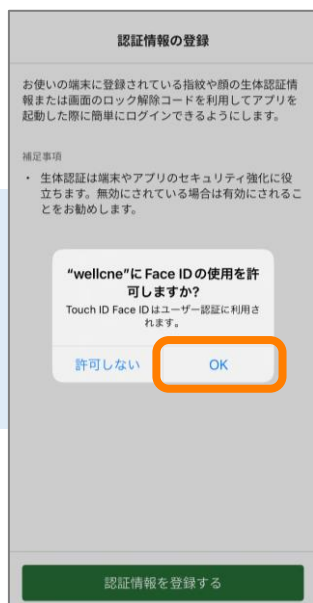 認証情報の登録
お使いの端末に登録されている指紋や顔の生体認証情
報または画面のロック解除コードを利用してアプリを
起動した際に簡単にログインできるようにします。
補足事項
・ 生体認証は端末やアプリのセキュリティ強化に役
立ちます。無効にされている場合は有効にされるこ
とをお勧めします。
“wellcne”に Face ID の使用を許
可しますか?
Touch ID Face IDはユーザー認証に利用さ
れます。
許可しない
OK
認証情報を登録する